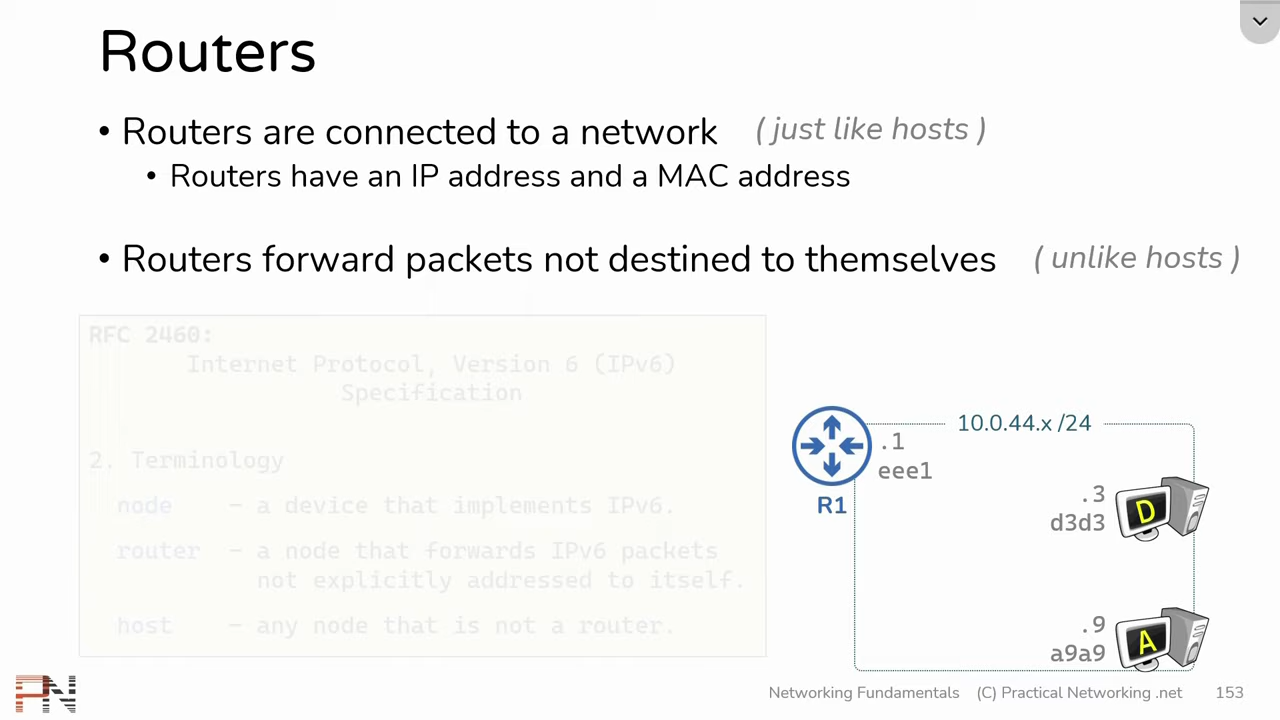 Routers
• Routers are connected to a network ( just like hosts )
• Routers have an IP address and a MAC address
• Routers forward packets not destined to themselves ( unlike hosts )
RFC 2460:
Internet Protocol, Version 6 (IPv6)
Specification
2. Terminology
node – a device that implements IPv6.
router – a node that forwards IPv6 packets
not explicitly addressed to itself.
host – any node that is not a router.
10.0.44.x /24
.1
eee1
R1
.3
d3d3
D
.9
a9a9
A
PN
Networking Fundamentals (C) Practical Networking .net 153